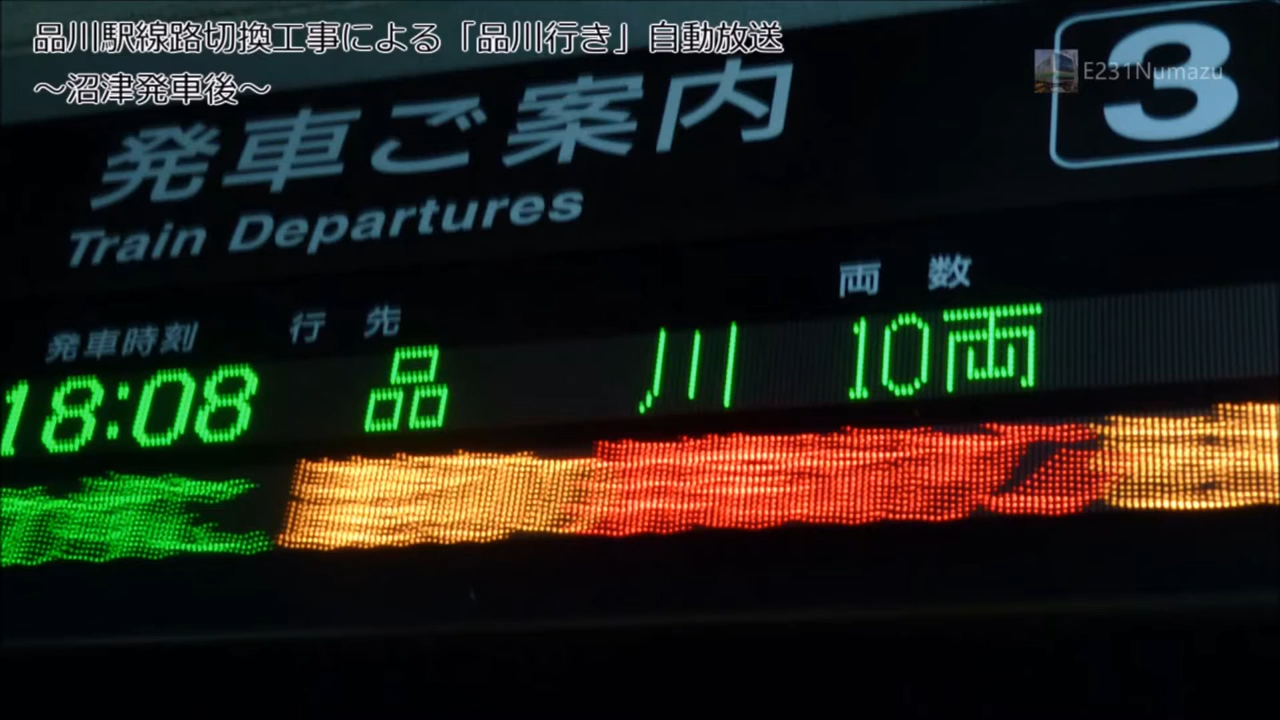 品川駅線路切換工事による「品川行き」自動放送
～沼津発車後～
E231Numazu
発車ご案内
3
Train Departures
発車時刻 行先 両数
18:08 品川 10両